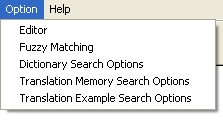 Option Help
Editor
Fuzzy Matching
Dictionary Search Options
Translation Memory Search Options
Translation Example Search Options